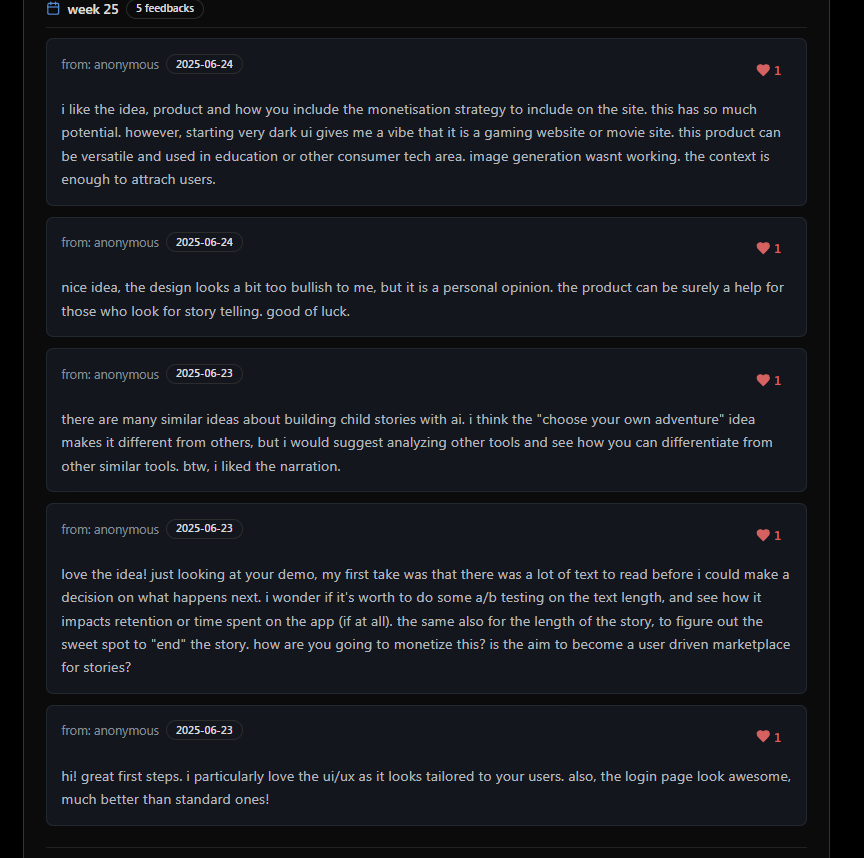 week 25 5 feedbacks
from: anonymous 2025-06-24
1
i like the idea, product and how you include the monetisation strategy to include on the site. this has so much
potential. however, starting very dark ui gives me a vibe that it is a gaming website or movie site. this product can
be versatile and used in education or other consumer tech area. image generation wasnt working. the context is
enough to attrach users.
from: anonymous 2025-06-24
1
nice idea, the design looks a bit too bullish to me, but it is a personal opinion. the product can be surely a help for
those who look for story telling. good of luck.
from: anonymous 2025-06-23
1
there are many similar ideas about building child stories with ai. i think the "choose your own adventure" idea
makes it different from others, but i would suggest analyzing other tools and see how you can differentiate from
other similar tools. btw, i liked the narration.
from: anonymous 2025-06-23
1
love the idea! just looking at your demo, my first take was that there was a lot of text to read before i could make a
decision on what happens next. i wonder if it's worth to do some a/b testing on the text length, and see how it
impacts retention or time spent on the app (if at all). the same also for the length of the story, to figure out the
sweet spot to "end" the story. how are you going to monetize this? is the aim to become a user driven marketplace
for stories?
from: anonymous 2025-06-23
1
hi! great first steps. i particularly love the ui/ux as it looks tailored to your users. also, the login page look awesome,
much better than standard ones!